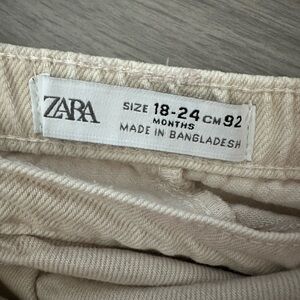 ZARA
SIZE 18-24 CM 92
MONTHS
MADE IN BANGLADESH